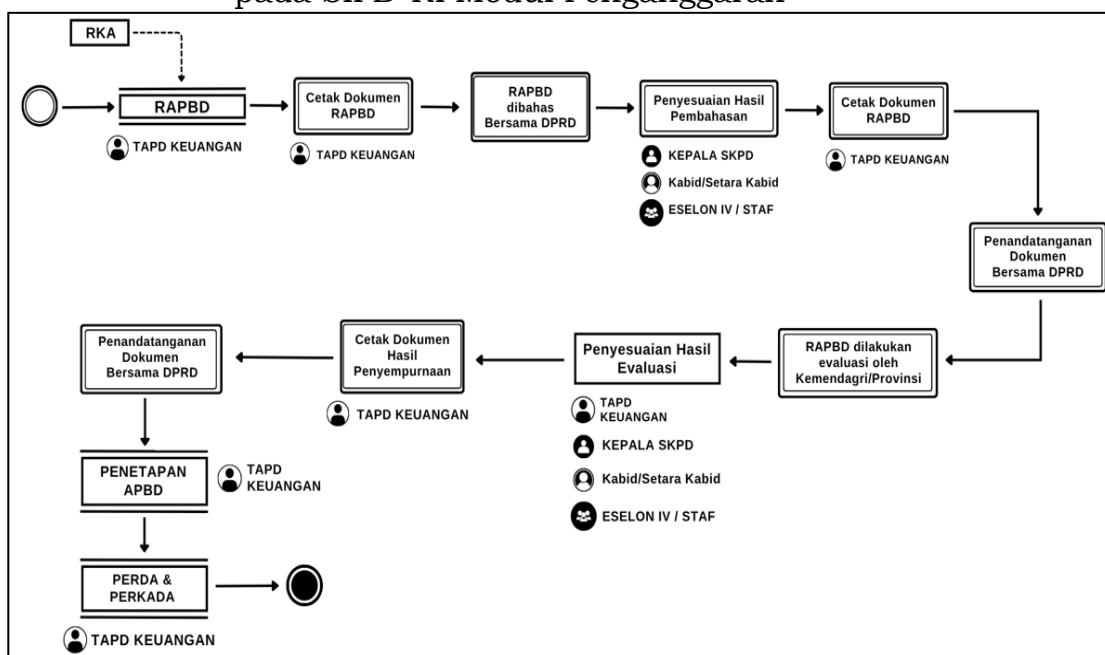 pada SIPD-RI Modul Penganggaran
RKA
RAPBD
TAPD KEUANGAN
Cetak Dokumen
RAPBD
TAPD KEUANGAN
RAPBD
dibahas
Bersama DPRD
Penyesuaian Hasil
Pembahasan
KEPALA SKPD
Kabid/Setara Kabid
ESELON IV / STAF
Cetak Dokumen
RAPBD
TAPD KEUANGAN
Penandatanganan
Dokumen
Bersama DPRD
RAPBD dilakukan
evaluasi oleh
Kemendagri/Provinsi
Penyesuaian Hasil
Evaluasi
TAPD
KEUANGAN
KEPALA SKPD
Kabid/Setara Kabid
ESELON IV / STAF
Cetak Dokumen
Hasil
Penyempurnaan
TAPD KEUANGAN
Penandatanganan
Dokumen
Bersama DPRD
PENETAPAN
APBD
TAPD
KEUANGAN
PERDA &
PERKADA
TAPD KEUANGAN